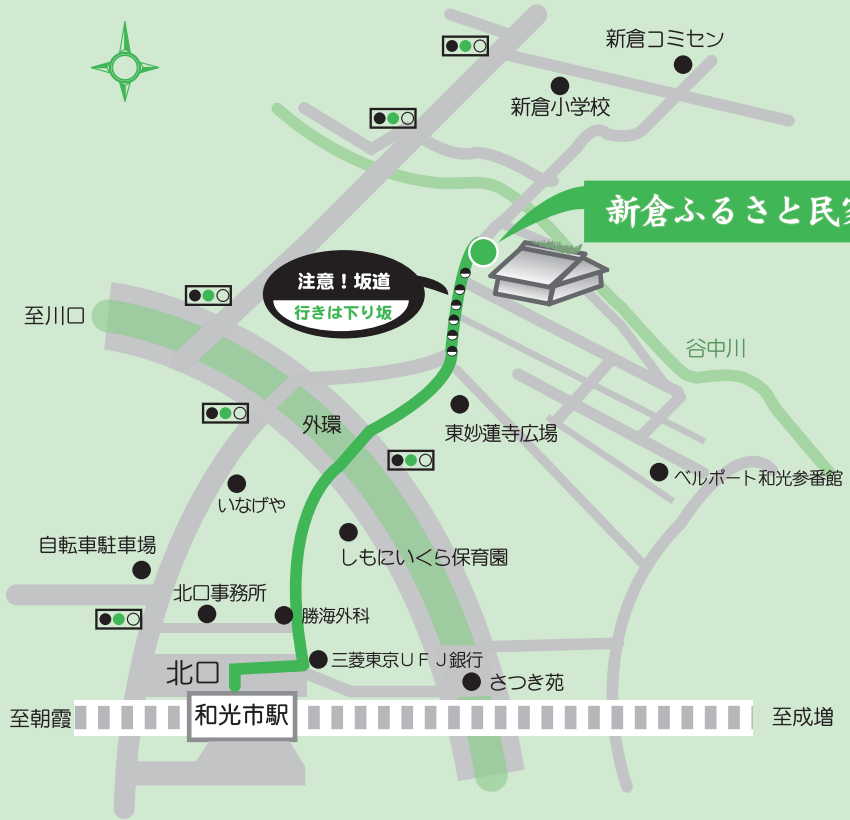 新倉コミセン
新倉小学校
新倉ふるさと民家
注意！坂道
行きは下り坂
至川口
谷中川
外環
東妙蓮寺広場
ベルポート和光参番館
いなげや
自転車駐車場
しもにいくら保育園
北口事務所
勝海外科
北口
三菱東京ＵＦＪ銀行
さつき苑
至朝霞
和光市駅
至成増